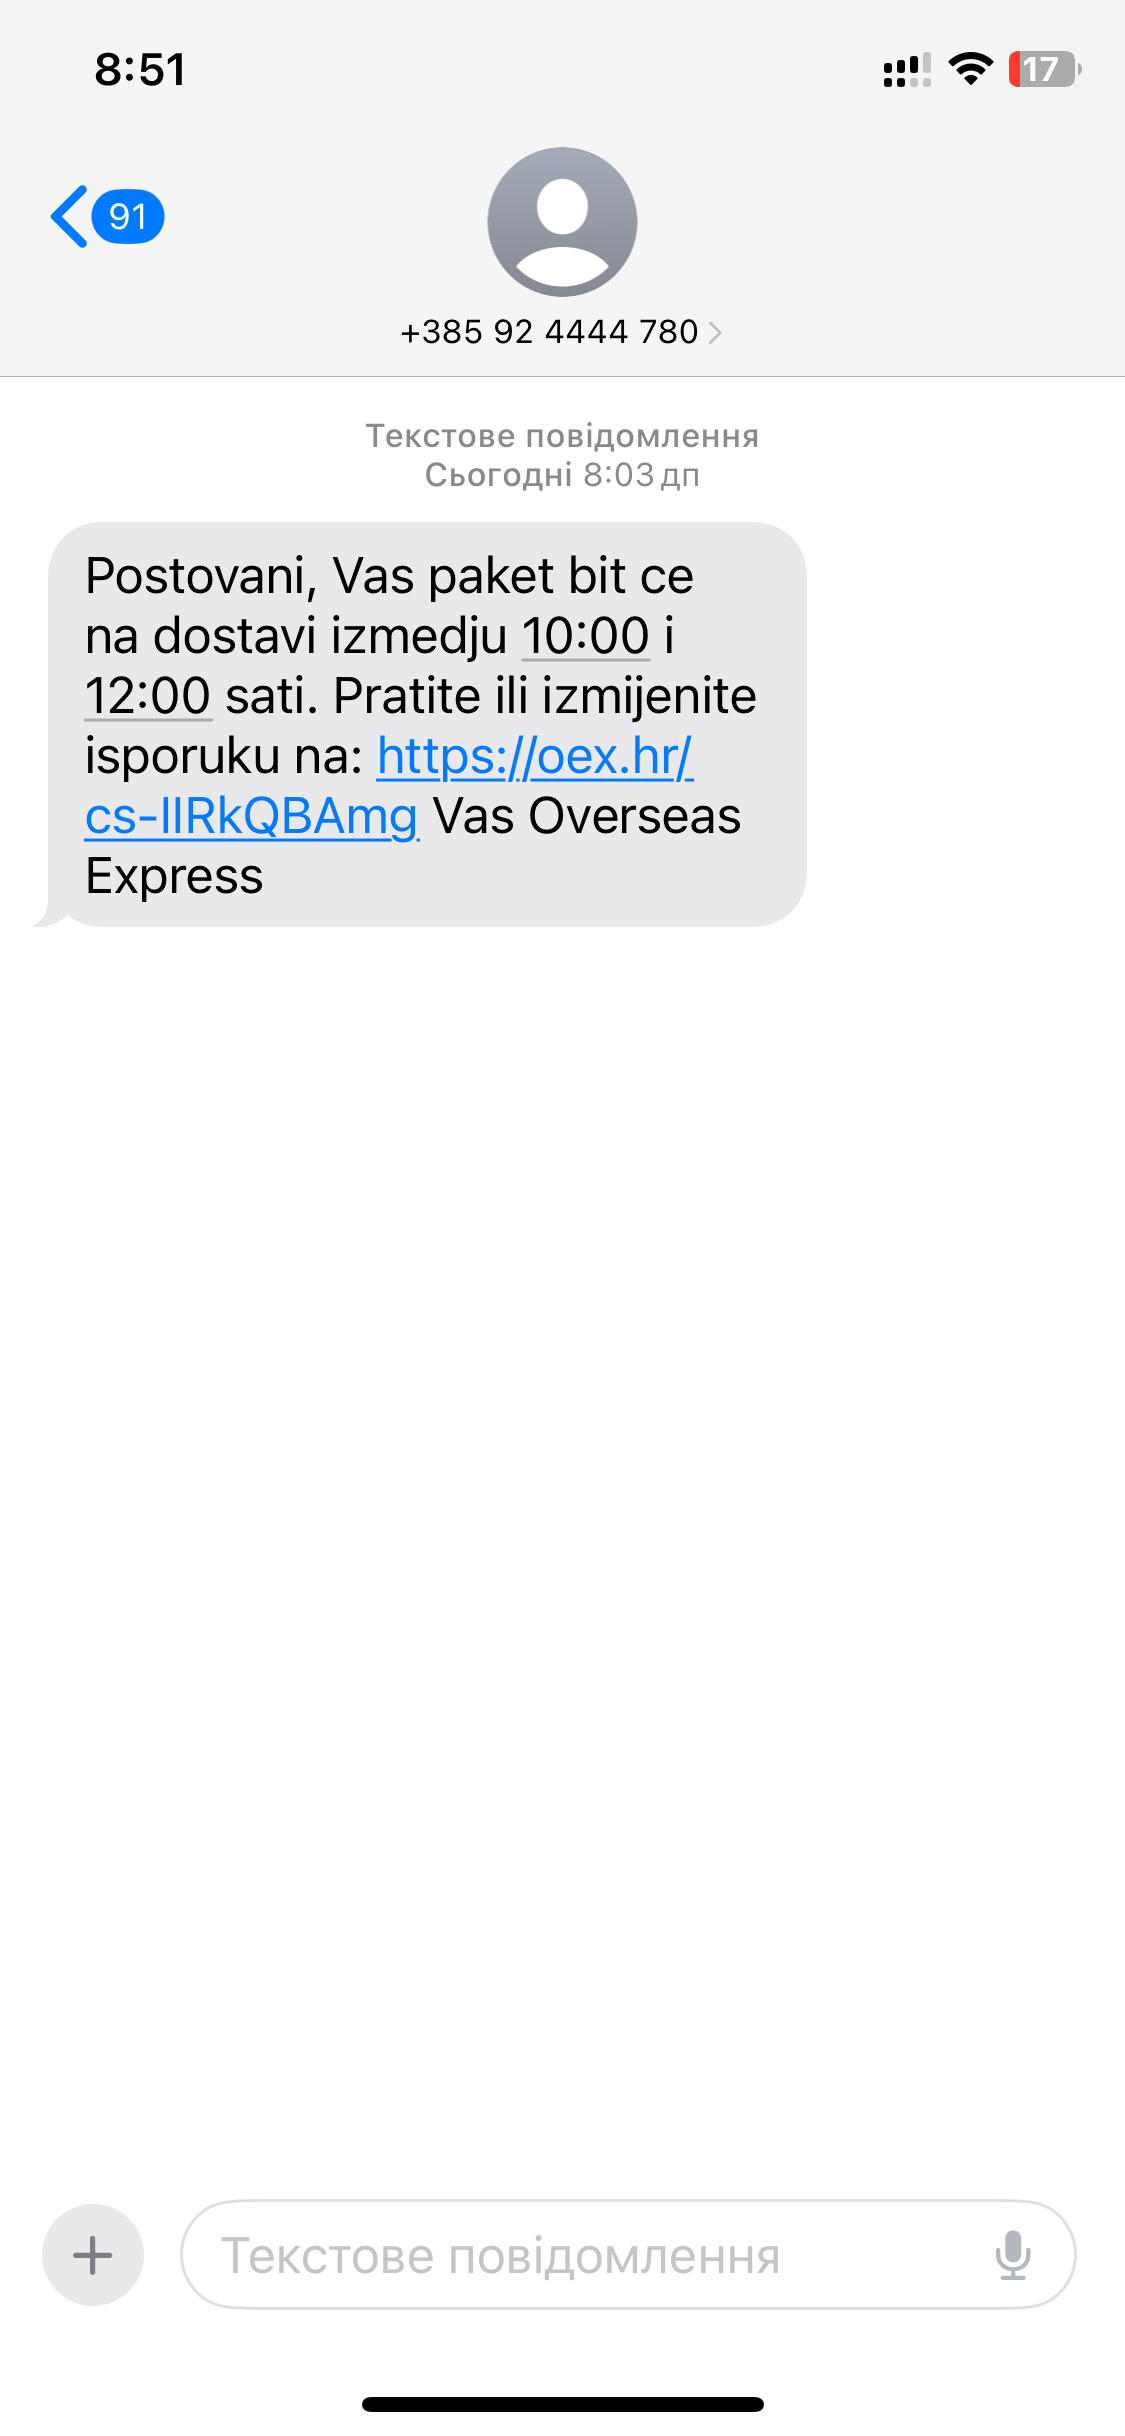 8:51
17
91
+385 92 4444 780
Текстове повідомлення
Сьогодні 8:03 дп
Postovani, Vas paket bit ce
na dostavi izmedju 10:00 i
12:00 sati. Pratite ili izmijenite
isporuku na: https://oex.hr/
cs-IIRkQBAmg Vas Overseas
Express
Текстове повідомлення